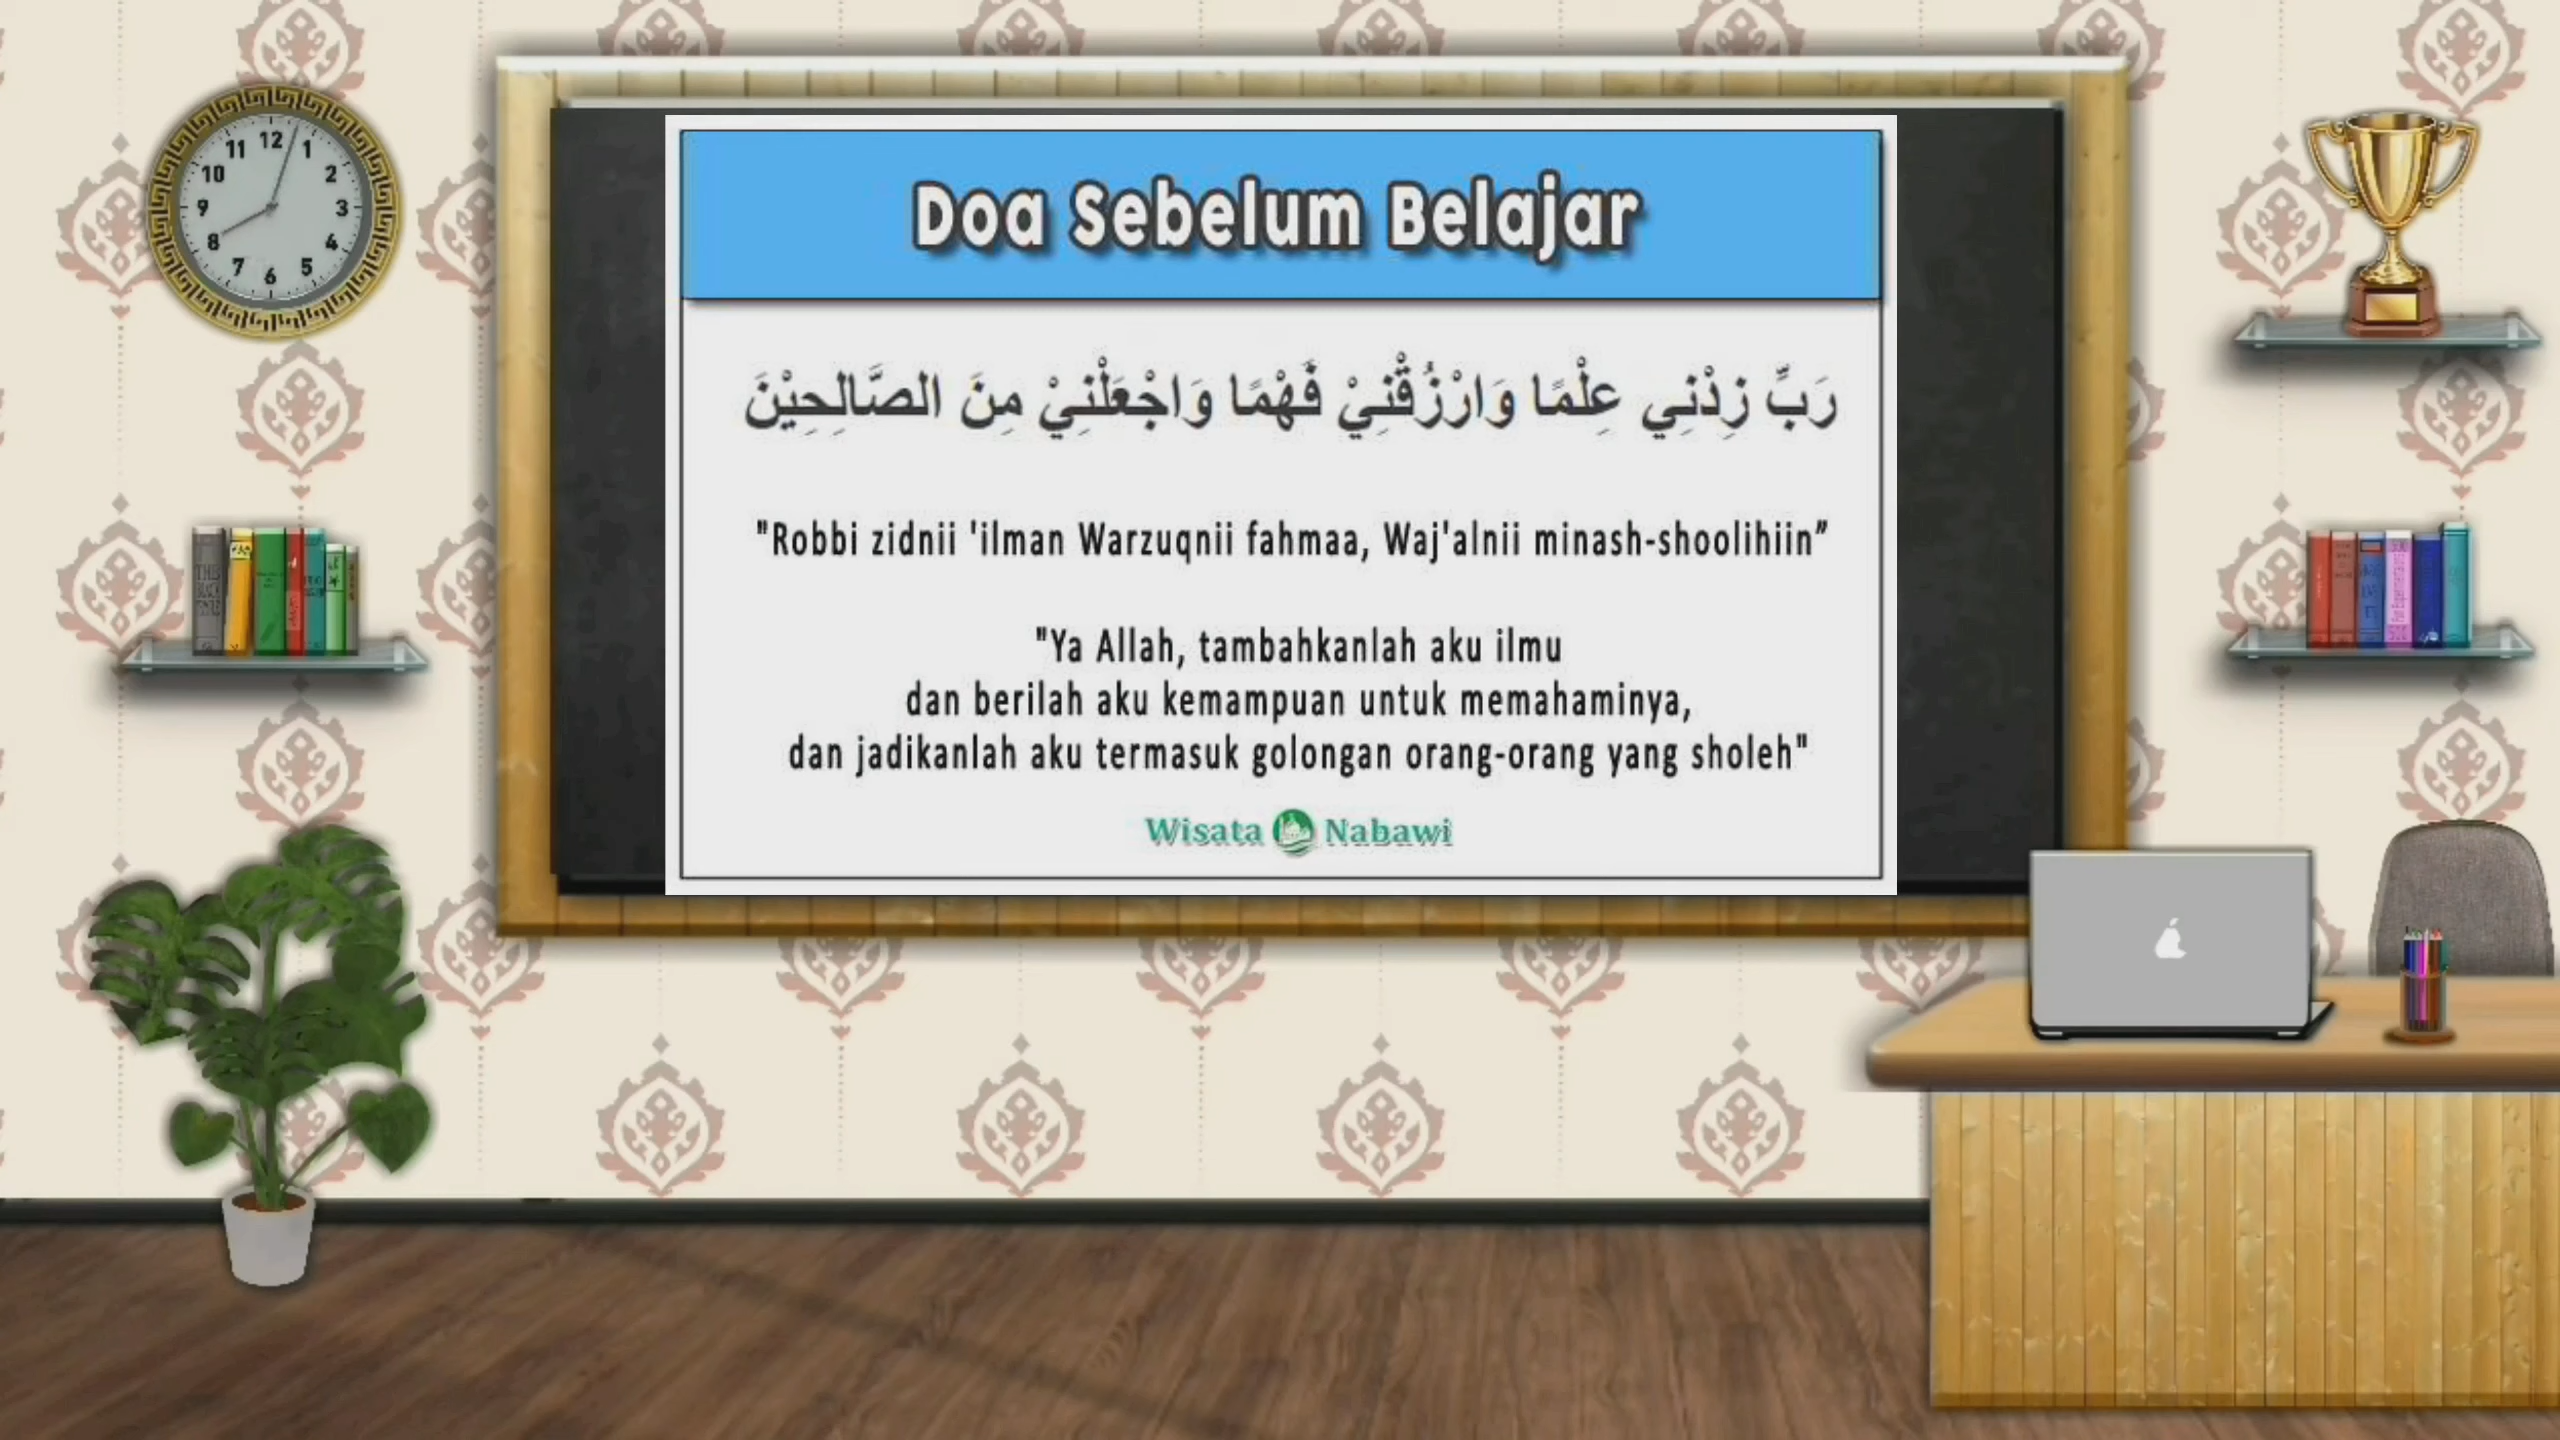 Doa Sebelum Belajar
رَبِّ زِدْنِي عِلْمًا وَارْزُقْنِيْ فَهْمًا وَاجْعَلْنِيْ مِنَ الصَّالِحِيْنَ
"Robbi zidnii 'ilman Warzuqnii fahmaa, Waj'alnii minash-shoolihiin”
"Ya Allah, tambahkanlah aku ilmu
dan berilah aku kemampuan untuk memahaminya,
dan jadikanlah aku termasuk golongan orang-orang yang sholeh"
Wisata Nabawi
12
1
2
3
4
5
6
7
8
9
10
11